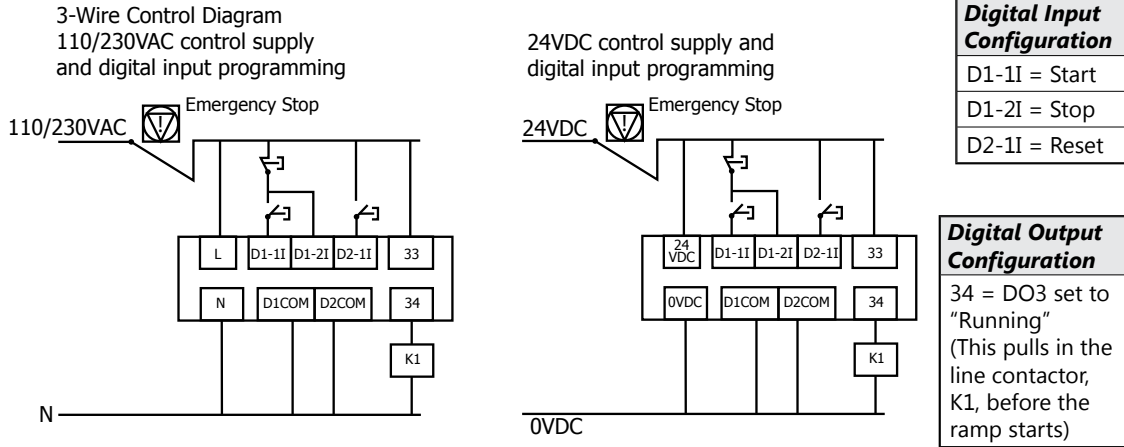 3-Wire Control Diagram
110/230VAC control supply
and digital input programming
Emergency Stop
110/230VAC
L
D1-1I
D1-2I
D2-1I
33
N
D1COM
D2COM
34
K1
N
24VDC control supply and
digital input programming
Emergency Stop
24VDC
24
VDC
D1-1I
D1-2I
D2-1I
33
0VDC
D1COM
D2COM
34
K1
0VDC
Digital Input
Configuration
D1-1I = Start
D1-2I = Stop
D2-1I = Reset
Digital Output
Configuration
34 = DO3 set to
“Running”
(This pulls in the
line contactor,
K1, before the
ramp starts)